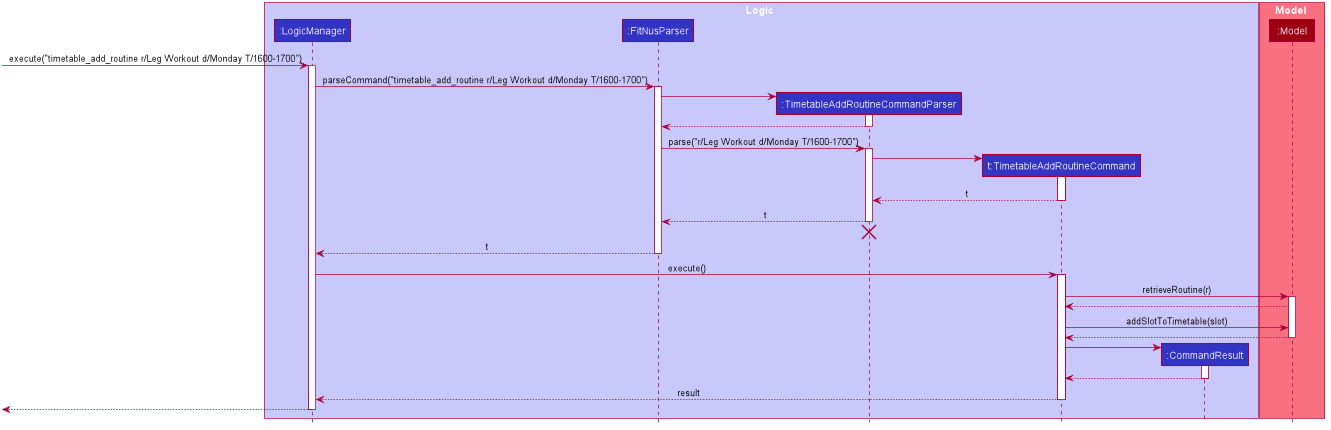 Logic
Model
:LogicManager
:FitNusParser
:Model
execute("timetable_add_routine r/Leg Workout d/Monday T/1600-1700")
parseCommand("timetable_add_routine r/Leg Workout d/Monday T/1600-1700")
:TimetableAddRoutineCommandParser
parse("r/Leg Workout d/Monday T/1600-1700")
t:TimetableAddRoutineCommand
t
t
t
execute()
retrieveRoutine(r)
addSlotToTimetable(slot)
:CommandResult
result